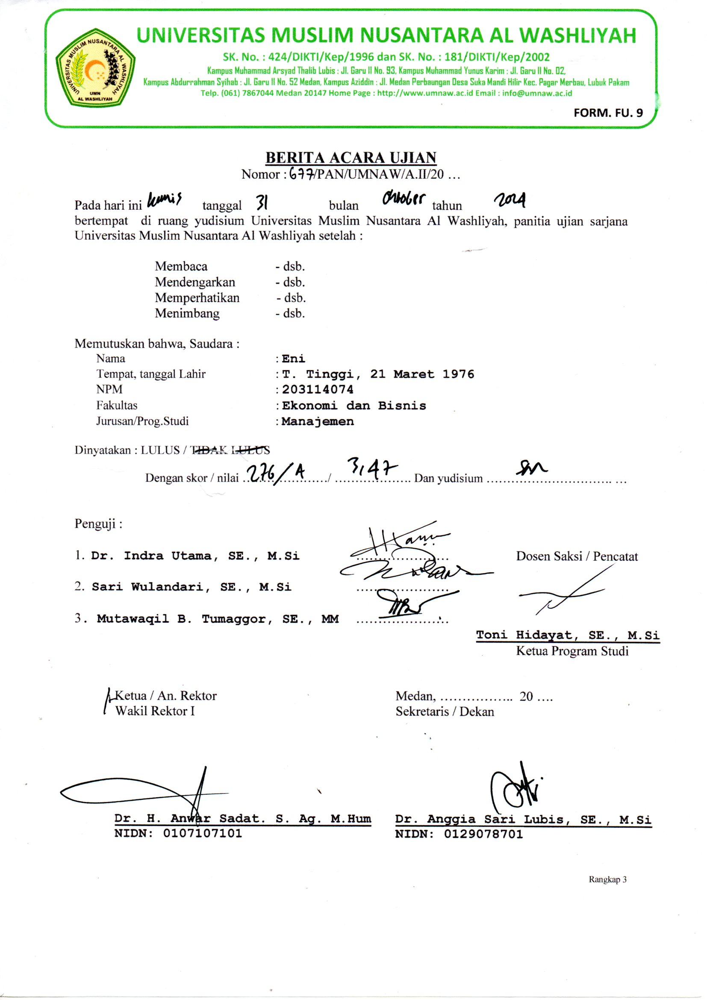 UNIVERSITAS MUSLIM NUSANTARA AL WASHLIYAH
UNIVERSITAS MUSLIM NUSANTARA AL WASHLIYAH
UMN
AL WASHLIYAH
SK. No. : 424/DIKTI/Kep/1996 dan SK. No. : 181/DIKTI/Kep/2002
Kampus Muhammad Arsyad Thalib Lubis : Jl. Garu II No. 93, Kampus Muhammad Yunus Karim : Jl. Garu II No. 02,
Kampus Abdurrahman Syihab : Jl. Garu II No. 52 Medan, Kampus Aziddin : Jl. Medan Perbaungan Desa Suka Mandi Hilir Kec. Pagar Merbau, Lubuk Pakam
Telp. (061) 7867044 Medan 20147 Home Page : http://www.umnaw.ac.id Email : info@umnaw.ac.id
FORM. FU. 9
BERITA ACARA UJIAN
Nomor : 677/PAN/UMNAW/A.II/20 ...
Pada hari ini kamis tanggal 31 bulan Oktober tahun 2024
bertempat di ruang yudisium Universitas Muslim Nusantara Al Washliyah, panitia ujian sarjana
Universitas Muslim Nusantara Al Washliyah setelah :
Membaca - dsb.
Mendengarkan - dsb.
Memperhatikan - dsb.
Menimbang - dsb.
Memutuskan bahwa, Saudara :
Nama : Eni
Tempat, tanggal Lahir : T. Tinggi, 21 Maret 1976
NPM : 203114074
Fakultas : Ekonomi dan Bisnis
Jurusan/Prog.Studi : Manajemen
Dinyatakan : LULUS / TIDAK LULUS
Dengan skor / nilai 276/A / 3,47 Dan yudisium
Penguji :
1. Dr. Indra Utama, SE., M.Si
Dosen Saksi / Pencatat
2. Sari Wulandari, SE., M.Si
3. Mutawaqil B. Tumaggor, SE., MM
Toni Hidayat, SE., M.Si
Ketua Program Studi
Ketua / An. Rektor
Wakil Rektor I
Medan, ................. 20 ....
Sekretaris / Dekan
Dr. H. Anwar Sadat. S. Ag. M.Hum
NIDN: 0107107101
Dr. Anggia Sari Lubis, SE., M.Si
NIDN: 0129078701
Rangkap 3